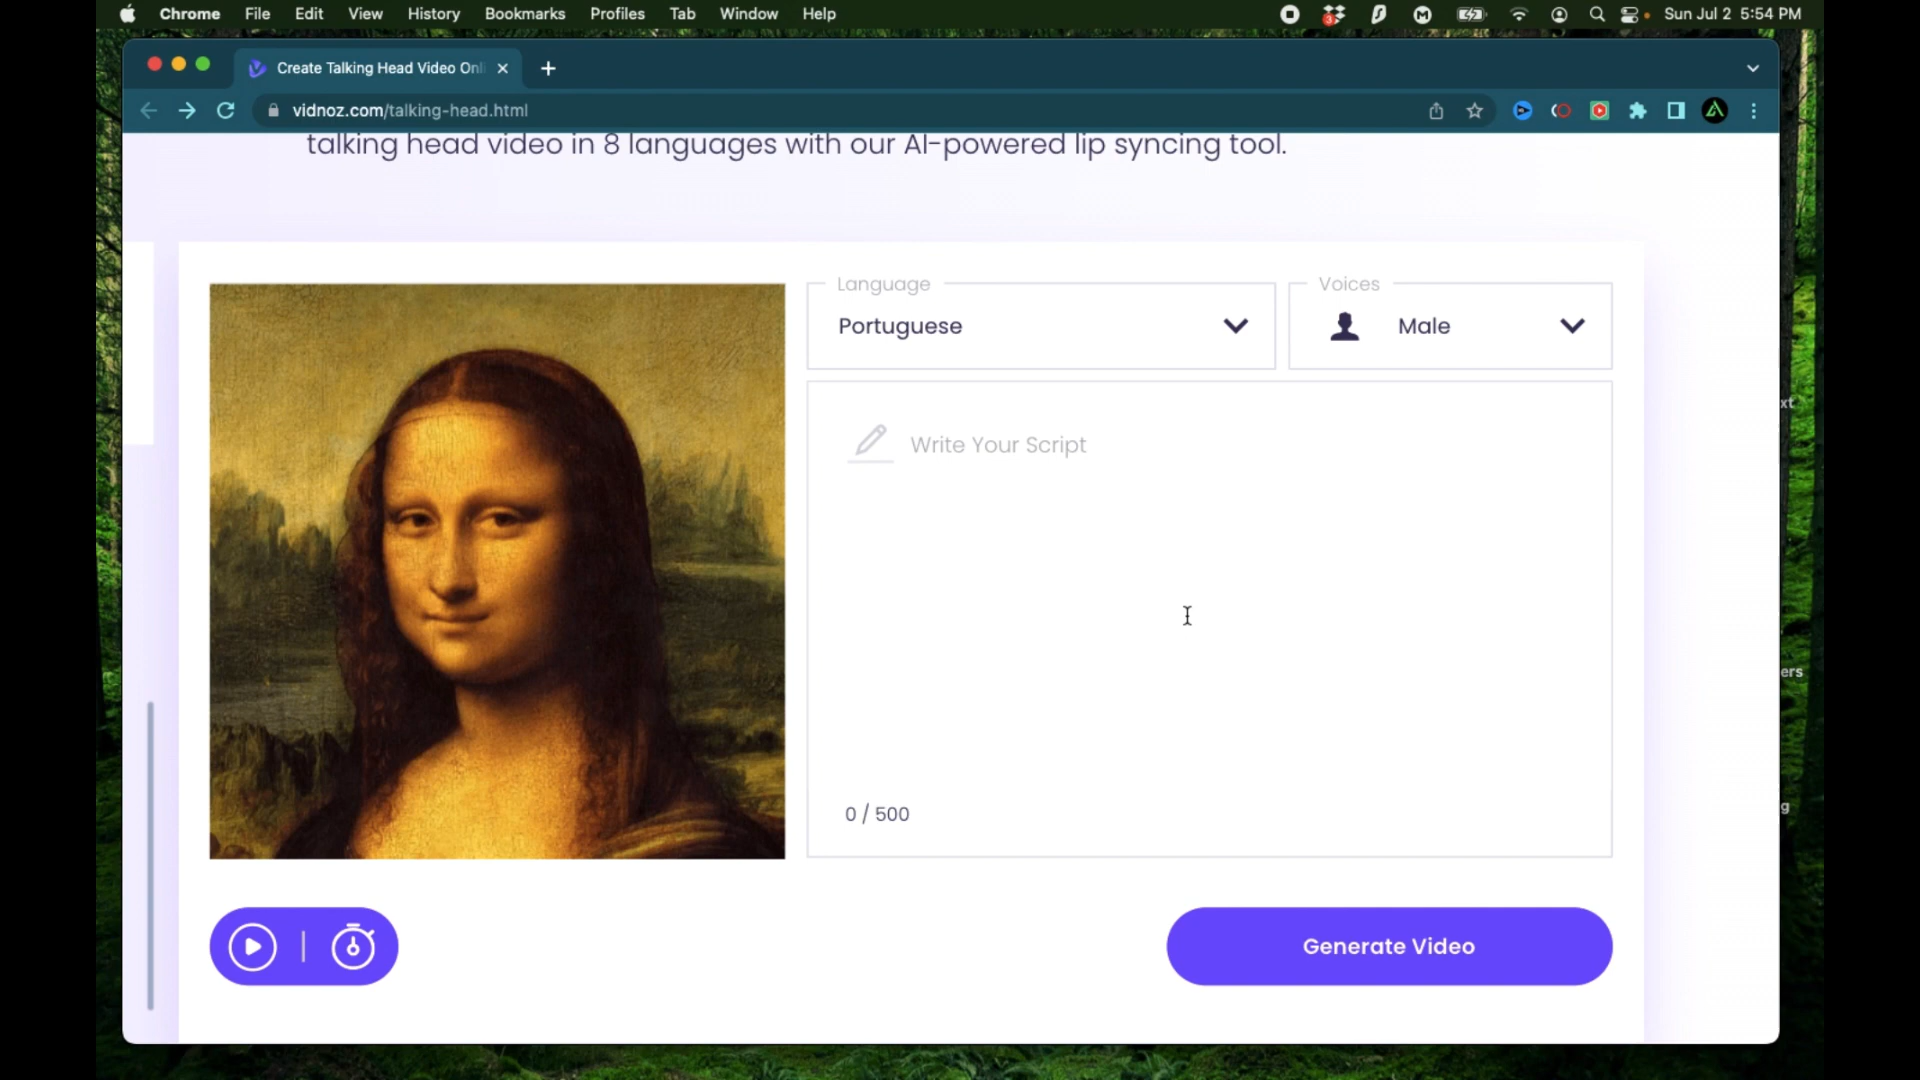 Chrome File Edit View History Bookmarks Profiles Tab Window Help
3
Sun Jul 2 5:54 PM
Create Talking Head Video Onl
vidnoz.com/talking-head.html
talking head video in 8 languages with our AI-powered lip syncing tool.
Language
Voices
Portuguese
Male
Write Your Script
0 / 500
Generate Video
xt
ers
g